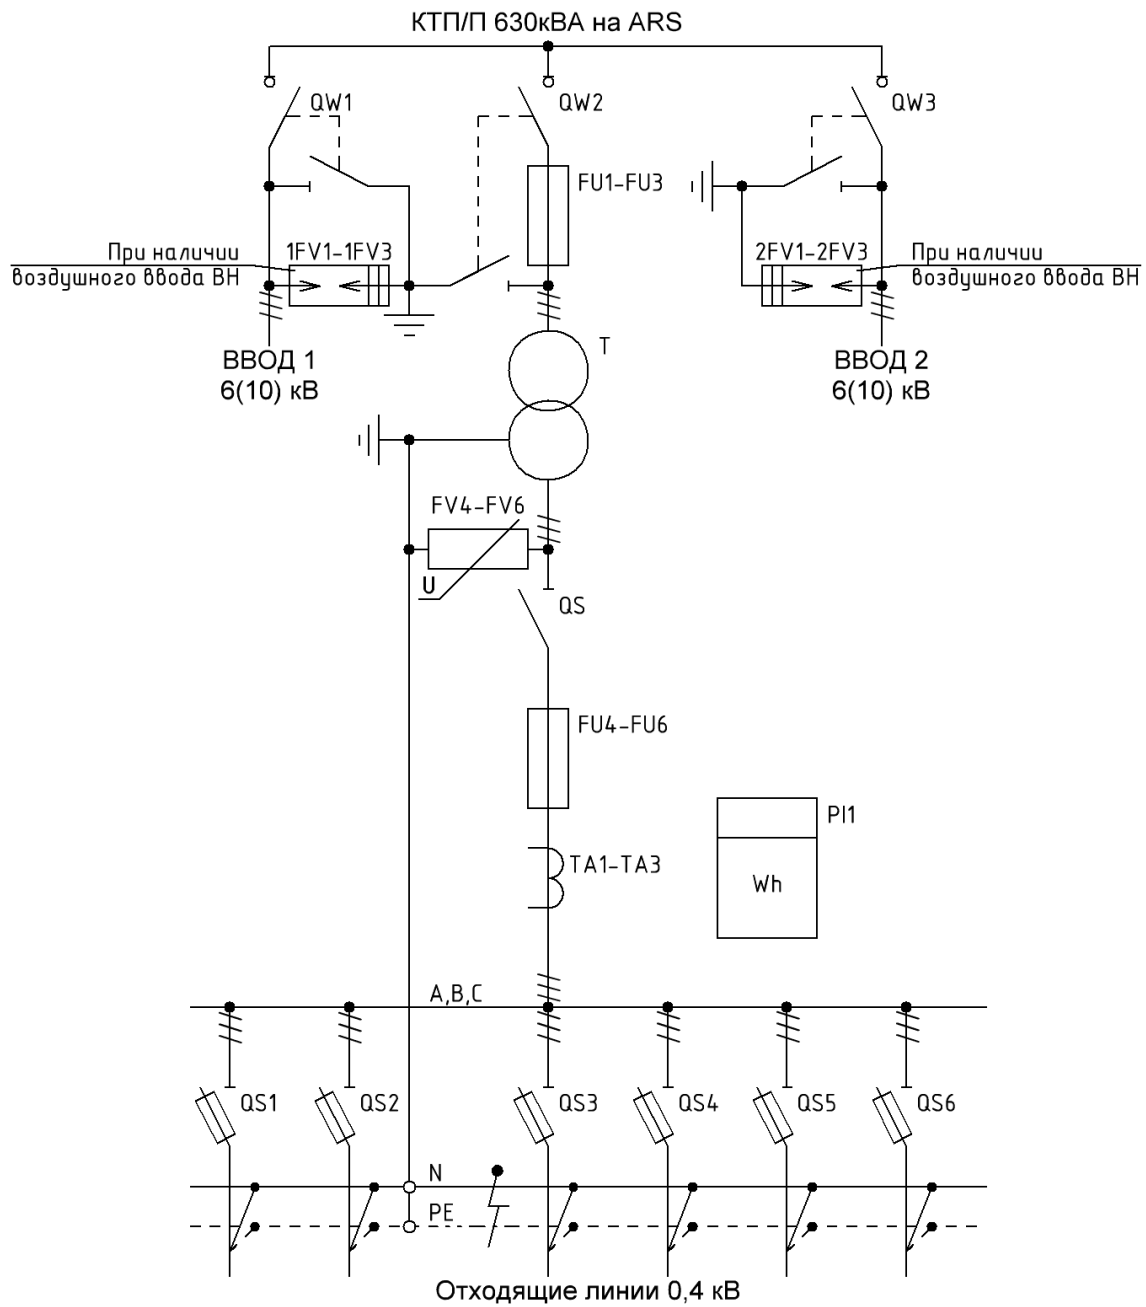 КТП/П 630кВА на ARS
QW1
QW2
QW3
FU1-FU3
При наличии
воздушного ввода ВН
1FV1-1FV3
2FV1-2FV3
При наличии
воздушного ввода ВН
T
ВВОД 1
6(10) кВ
ВВОД 2
6(10) кВ
FV4-FV6
U
QS
FU4-FU6
PI1
TA1-TA3
Wh
A,B,C
QS1
QS2
QS3
QS4
QS5
QS6
N
PE
Отходящие линии 0,4 кВ